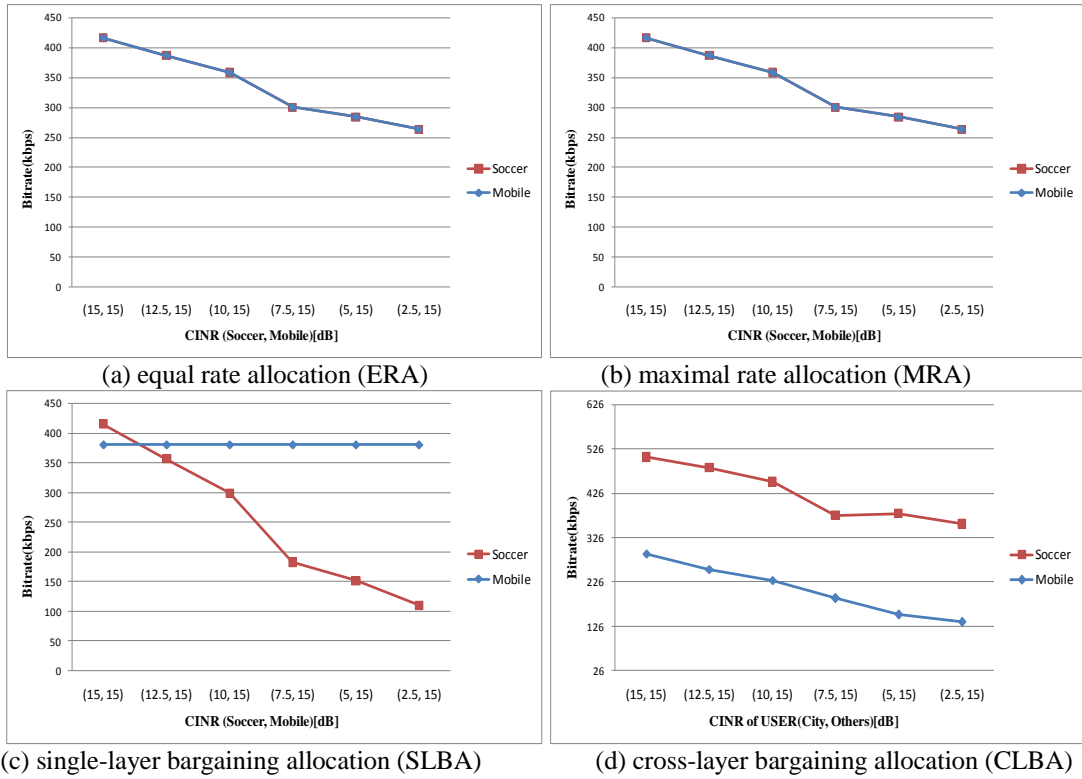 450
400
350
300
250
200
150
100
50
0
Bitrate(kbps)
(15, 15) (12.5, 15) (10, 15) (7.5, 15) (5, 15) (2.5, 15)
CINR (Soccer, Mobile)[dB]
Soccer
Mobile
(a) equal rate allocation (ERA)
450
400
350
300
250
200
150
100
50
0
Bitrate(kbps)
(15, 15) (12.5, 15) (10, 15) (7.5, 15) (5, 15) (2.5, 15)
CINR (Soccer, Mobile)[dB]
Soccer
Mobile
(b) maximal rate allocation (MRA)
450
400
350
300
250
200
150
100
50
0
Bitrate(kbps)
(15, 15) (12.5, 15) (10, 15) (7.5, 15) (5, 15) (2.5, 15)
CINR (Soccer, Mobile)[dB]
Soccer
Mobile
(c) single-layer bargaining allocation (SLBA)
626
526
426
326
226
126
26
Bitrate(kbps)
(15, 15) (12.5, 15) (10, 15) (7.5, 15) (5, 15) (2.5, 15)
CINR of USER(City, Others)[dB]
Soccer
Mobile
(d) cross-layer bargaining allocation (CLBA)